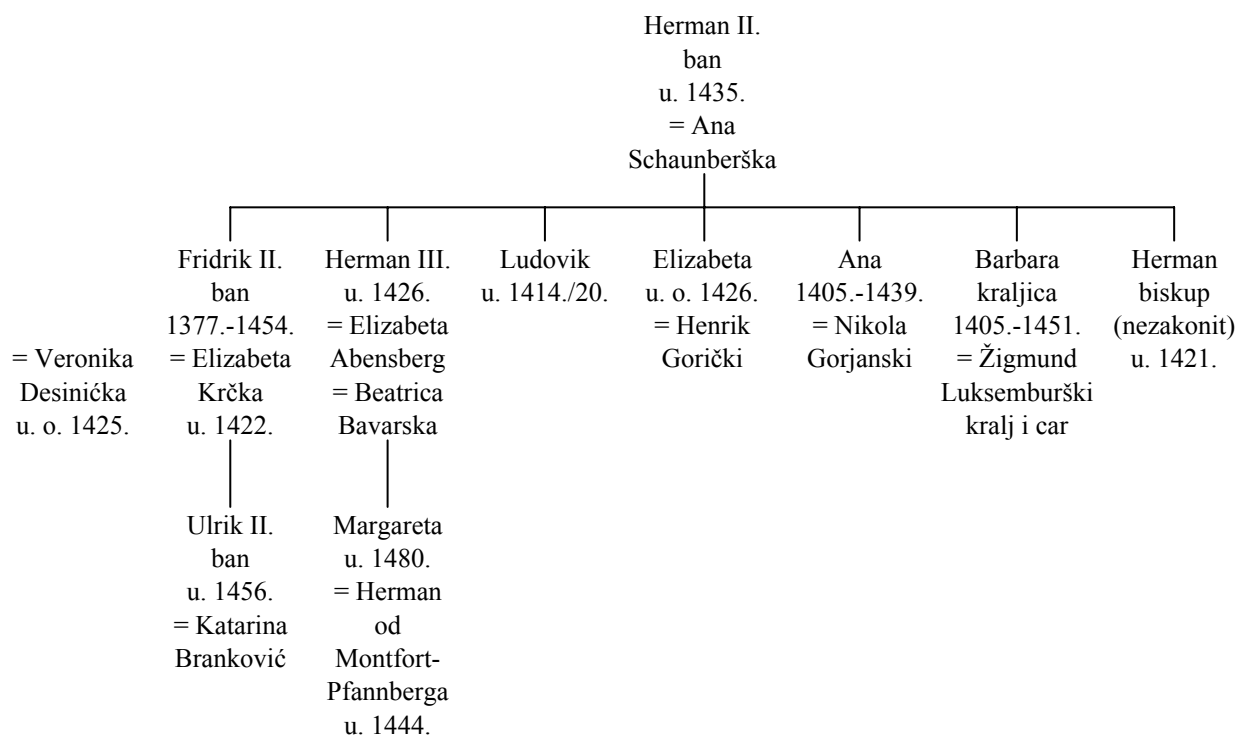 Herman II.
ban
u. 1435.
= Ana
Schaunberška
Fridrik II.
ban
1377.-1454.
= Elizabeta
Krčka
u. 1422.
= Veronika
Desinićka
u. o. 1425.
Herman III.
u. 1426.
= Elizabeta
Abensberg
= Beatrica
Bavarska
Ludovik
u. 1414./20.
Elizabeta
u. o. 1426.
= Henrik
Gorički
Ana
1405.-1439.
= Nikola
Gorjanski
Barbara
kraljica
1405.-1451.
= Žigmund
Luksemburški
kralj i car
Herman
biskup
(nezakonit)
u. 1421.
Ulrik II.
ban
u. 1456.
= Katarina
Branković
Margareta
u. 1480.
= Herman
od
Montfort-
Pfannberga
u. 1444.